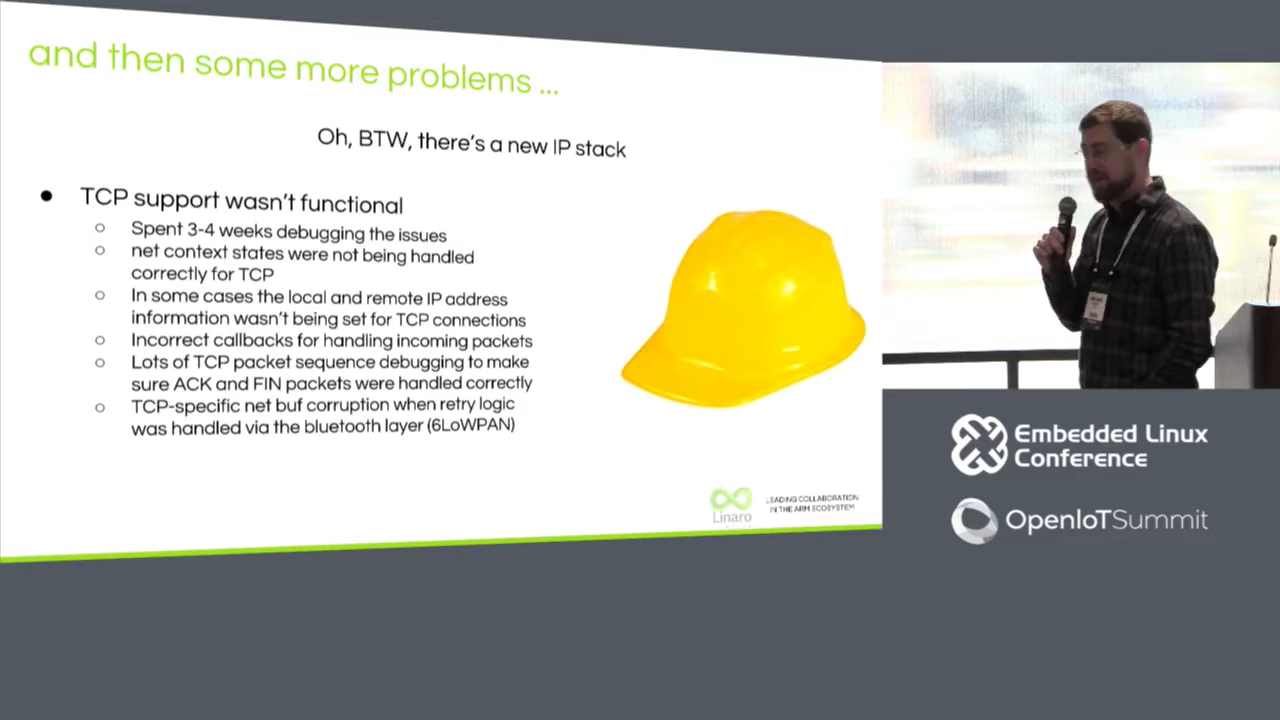 and then some more problems ...
Oh, BTW, there's a new IP stack
● TCP support wasn't functional
○ Spent 3-4 weeks debugging the issues
○ net context states were not being handled
correctly for TCP
○ In some cases the local and remote IP address
information wasn't being set for TCP connections
○ Incorrect callbacks for handling incoming packets
○ Lots of TCP packet sequence debugging to make
sure ACK and FIN packets were handled correctly
○ TCP-specific net buf corruption when retry logic
was handled via the bluetooth layer (6LoWPAN)
Linaro
LEADING COLLABORATION
IN THE ARM ECOSYSTEM
Embedded Linux
Conference
OpenIoTSummit